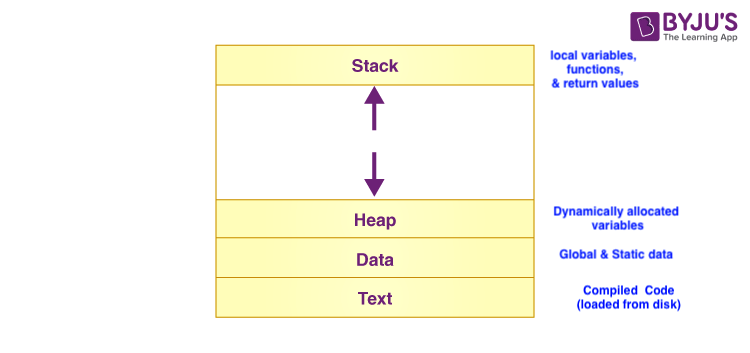 BYJU'S
The Learning App
Stack
local variables,
functions,
& return values
Heap
Dynamically allocated
variables
Data
Global & Static data
Text
Compiled Code
(loaded from disk)